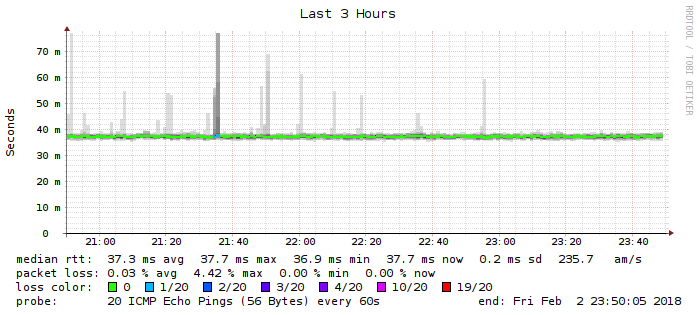 Last 3 Hours
RRDTOOL / TOBI OETIKER
Seconds
70 m
60 m
50 m
40 m
30 m
20 m
10 m
0
21:00 21:20 21:40 22:00 22:20 22:40 23:00 23:20 23:40
median rtt: 37.3 ms avg 37.7 ms max 36.9 ms min 37.7 ms now 0.2 ms sd 235.7 am/s
packet loss: 0.03 % avg 4.42 % max 0.00 % min 0.00 % now
loss color: 0 1/20 2/20 3/20 4/20 10/20 19/20
probe: 20 ICMP Echo Pings (56 Bytes) every 60s end: Fri Feb 2 23:50:05 2018